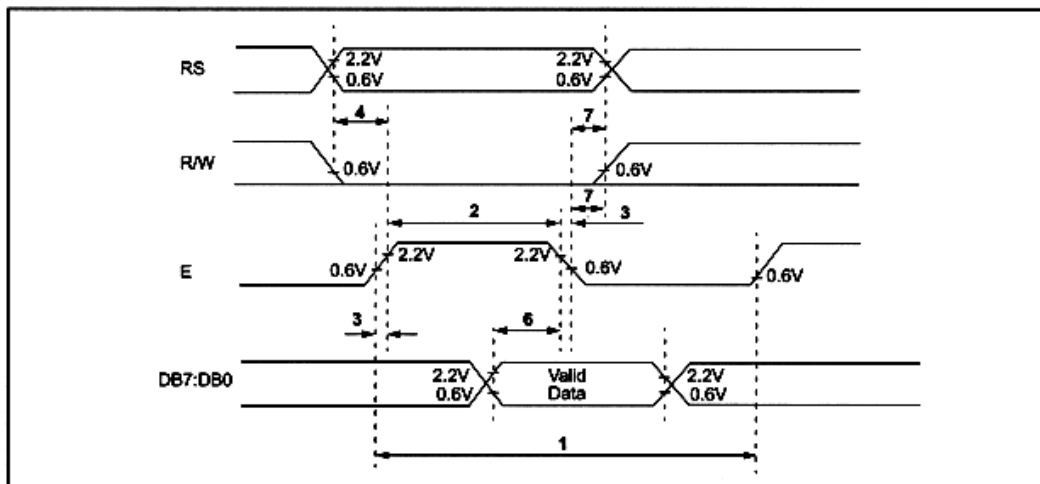 RS 2.2V 2.2V
0.6V 0.6V
4 7
R/W 0.6V 0.6V
2 7 3
E 0.6V 2.2V 2.2V 0.6V 0.6V
3 6
DB7:DB0 2.2V Valid 2.2V
0.6V Data 0.6V
1